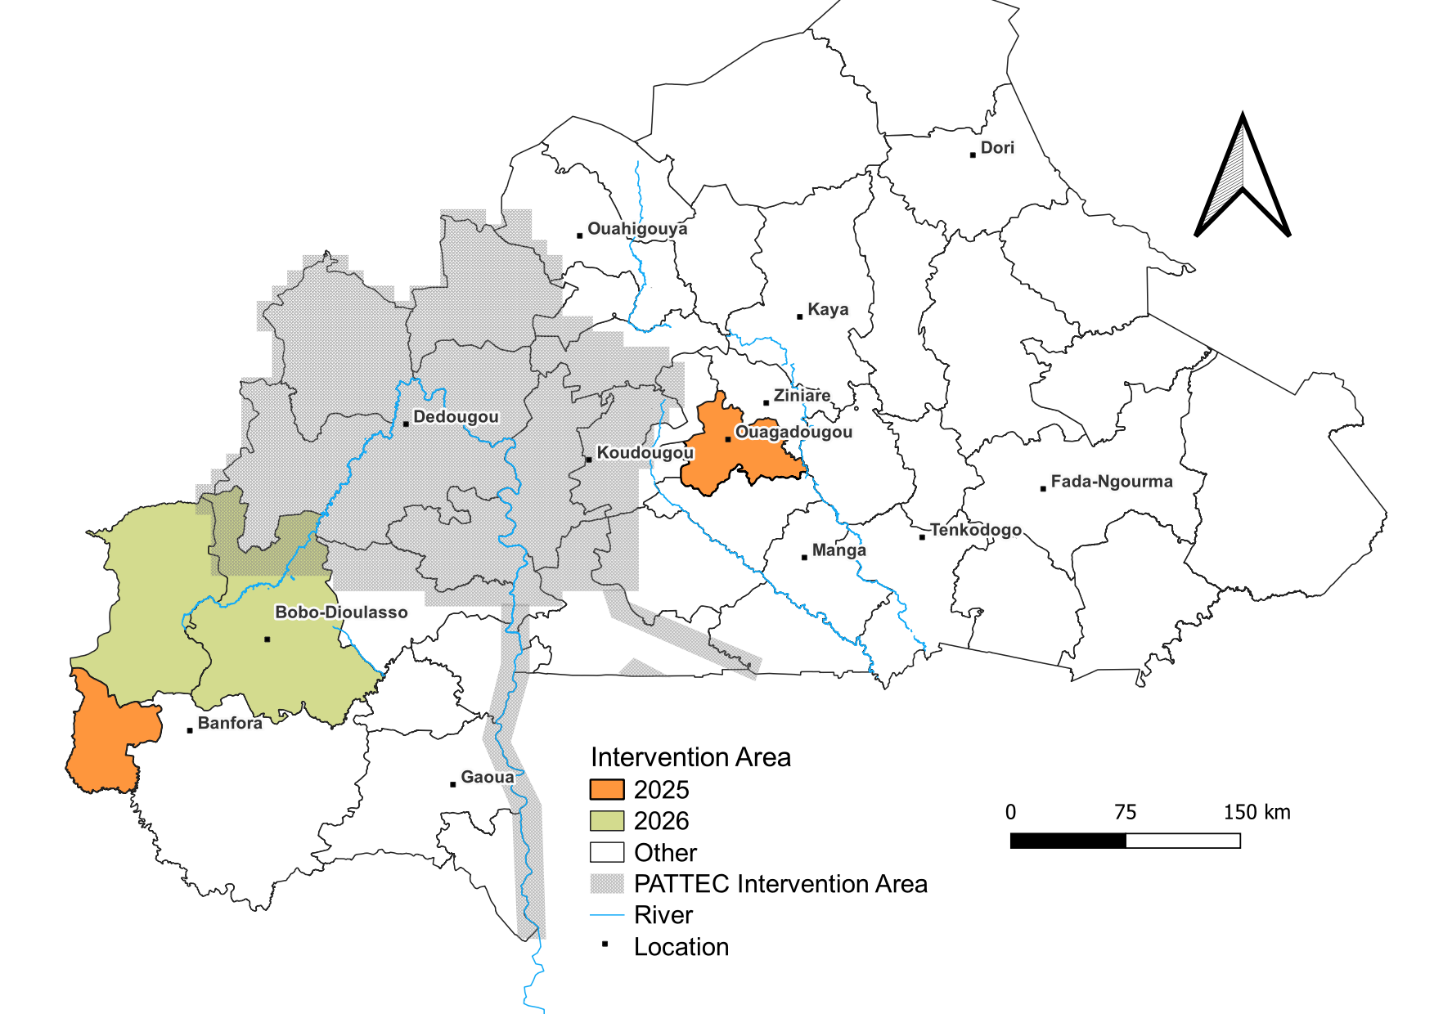 Dori
Ouahigouya
Kaya
Ziniare
Dedougou
Ouagadougou
Koudougou
Fada-Ngourma
Tenkodogo
Manga
Bobo-Dioulasso
Banfora
Gaoua
Intervention Area
2025
2026
Other
PATTEC Intervention Area
River
Location
0 75 150 km